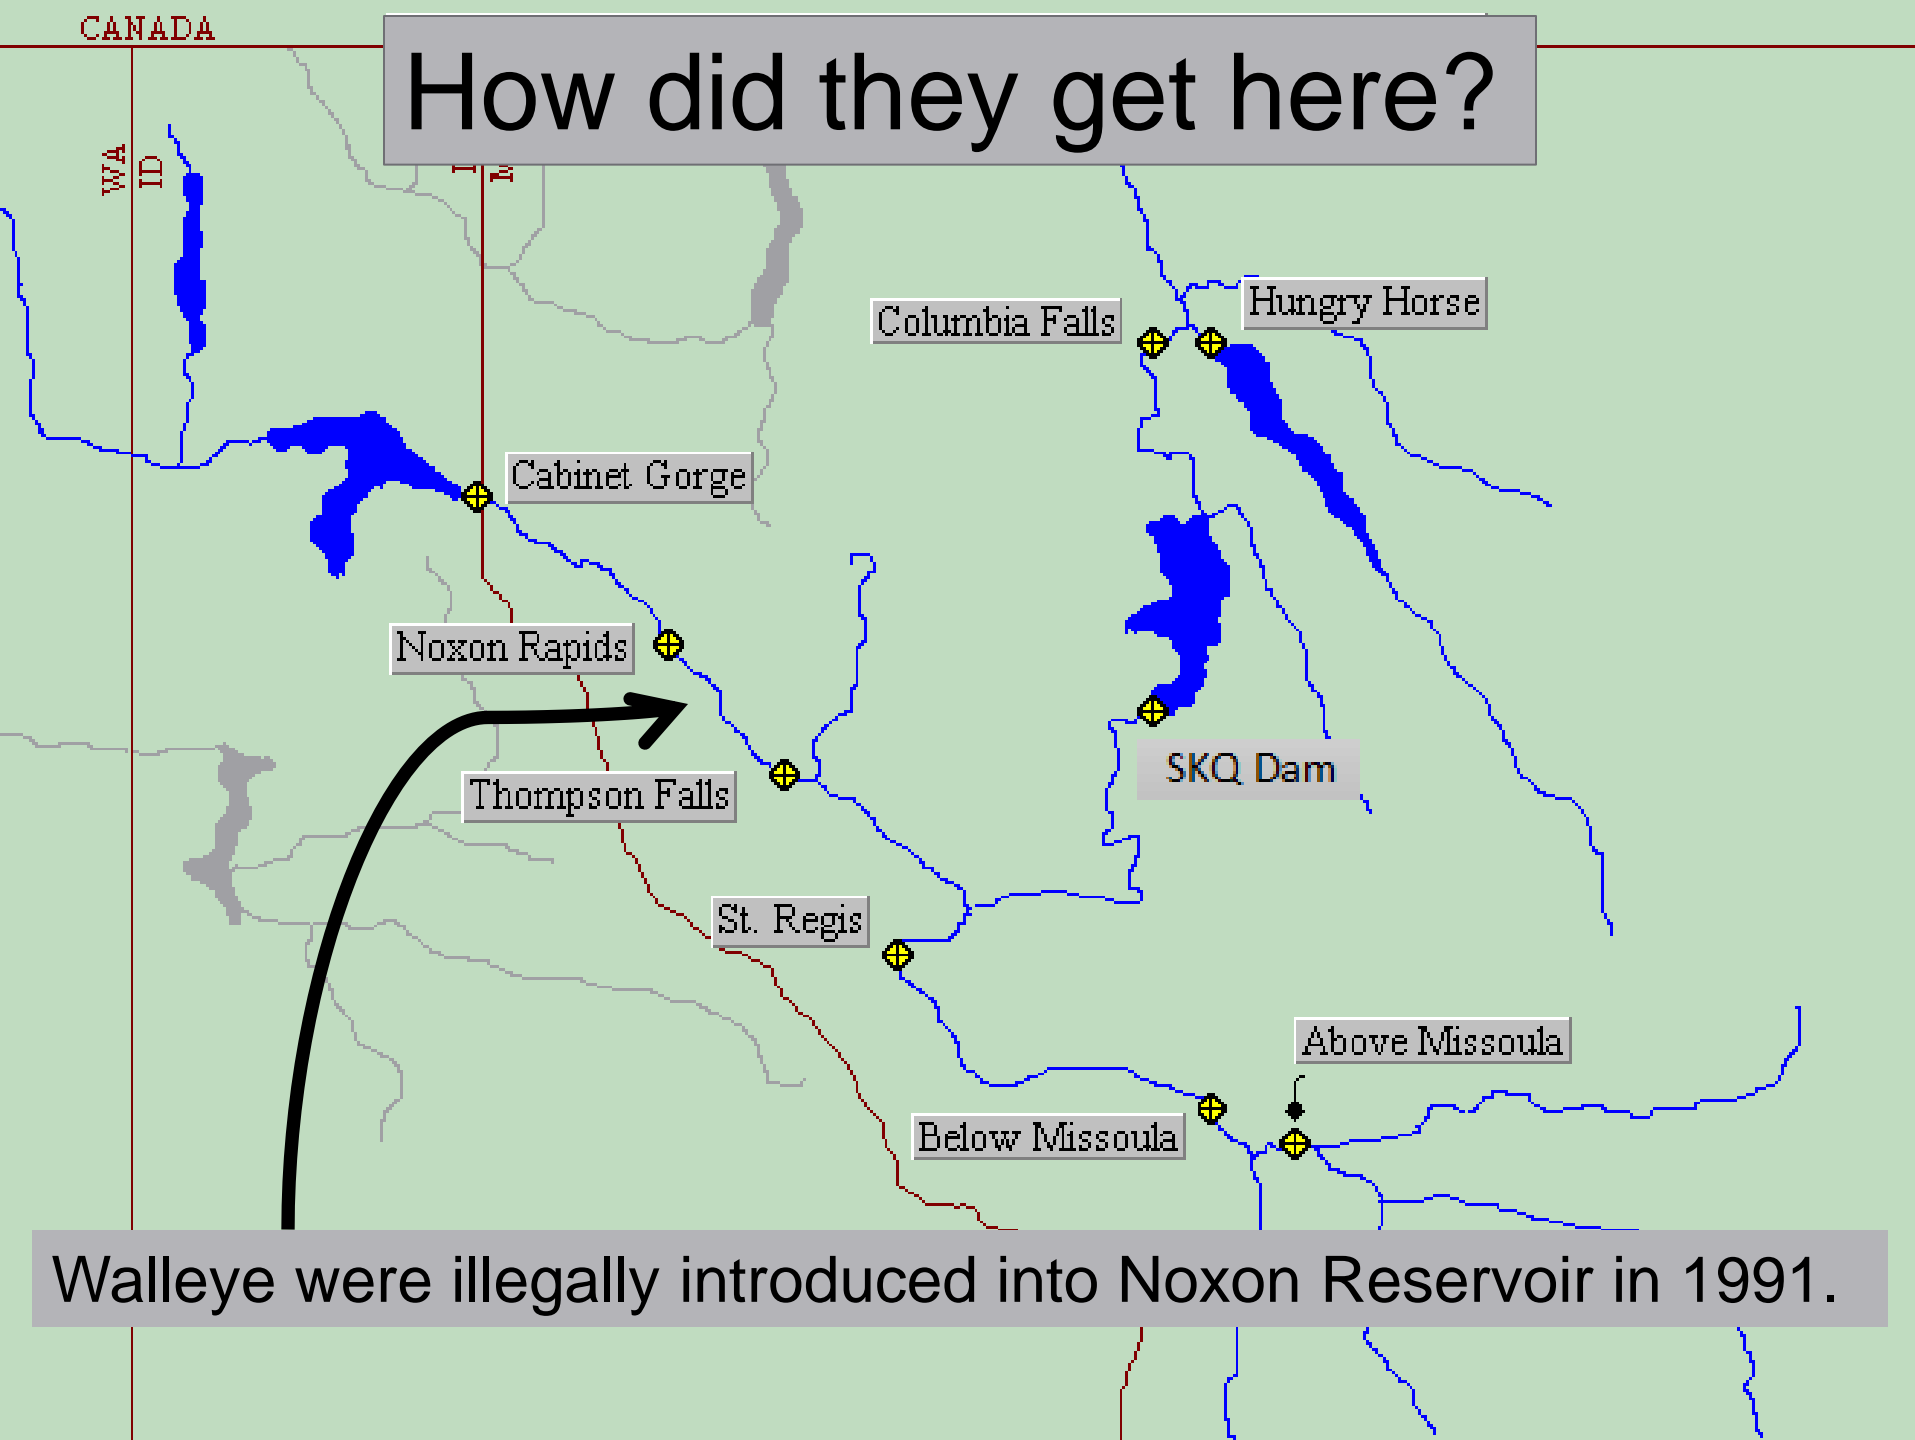 CANADA
How did they get here?
WA
ID
Hungry Horse
Columbia Falls
Cabinet Gorge
Noxon Rapids
SKQ Dam
Thompson Falls
St. Regis
Above Missoula
Below Missoula
Walleye were illegally introduced into Noxon Reservoir in 1991.